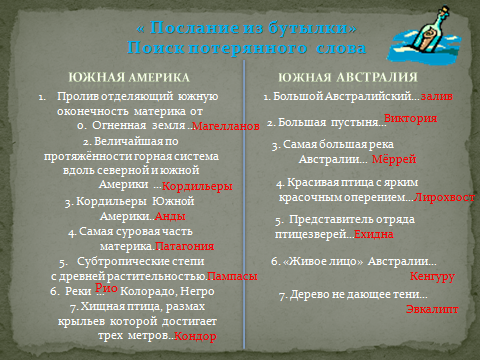 « Послание из бутылки»
Поиск потерянного слова
ЮЖНАЯ АМЕРИКА
1. Пролив отделяющий южную
оконечность материка от
о. Огненная земля ..Магелланов
2. Величайшая по
протяжённости горная система
вдоль северной и южной
Америки ...Кордильеры
3. Кордильеры Южной
Америки..Анды
4. Самая суровая часть
материка..Патагония
5. Субтропические степи
с древней растительностью.Пампасы
6. Реки Рио ... Колорадо, Негро
7. Хищная птица, размах
крыльев которой достигает
трех метров..Кондор
ЮЖНАЯ АВСТРАЛИЯ
1. Большой Австралийский...залив
2. Большая пустыня...Виктория
3. Самая большая река
Австралии... Мёррей
4. Красивая птица с ярким
красочным оперением...Лирохвост
5. Представитель отряда
птицезверей...Ехидна
6. «Живое лицо» Австралии...
Кенгуру
7. Дерево не дающее тени...
Эвкалипт